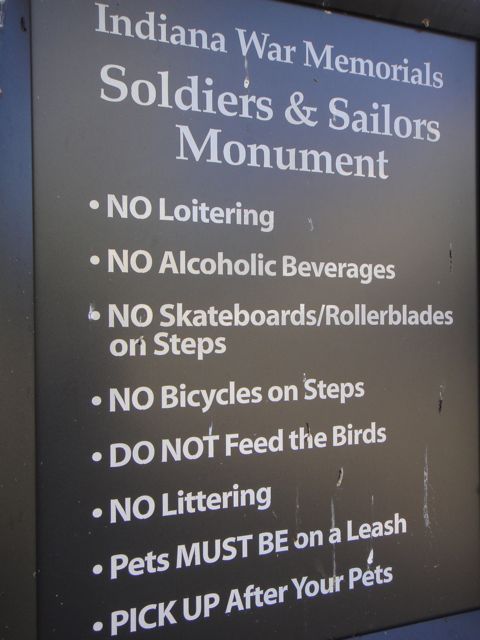 Indiana War Memorials
Soldiers & Sailors
Monument
• NO Loitering
• NO Alcoholic Beverages
• NO Skateboards/Rollerblades
on Steps
• NO Bicycles on Steps
• DO NOT Feed the Birds
• NO Littering
• Pets MUST BE on a Leash
• PICK UP After Your Pets